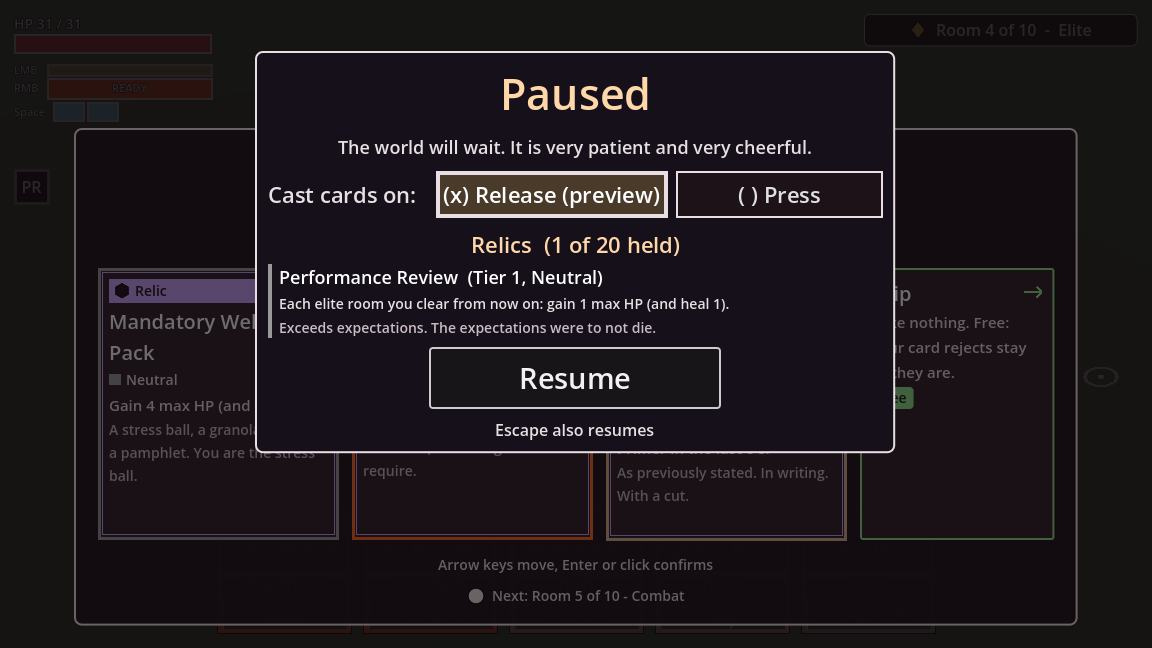 HP 31 / 31
Room 4 of 10 - Elite
LMB
RMB READY
Space
Paused
The world will wait. It is very patient and very cheerful.
Cast cards on: (x) Release (preview) ( ) Press
Relics (1 of 20 held)
Performance Review (Tier 1, Neutral)
Each elite room you clear from now on: gain 1 max HP (and heal 1).
Exceeds expectations. The expectations were to not die.
Resume
Escape also resumes
PR
Relic
Mandatory Wel
Pack
Neutral
Gain 4 max HP (and
A stress ball, a granola
a pamphlet. You are the stress
ball.
require.
As previously stated. In writing.
With a cut.
ip
e nothing. Free:
r card rejects stay
hey are.
ee
Arrow keys move, Enter or click confirms
Next: Room 5 of 10 - Combat